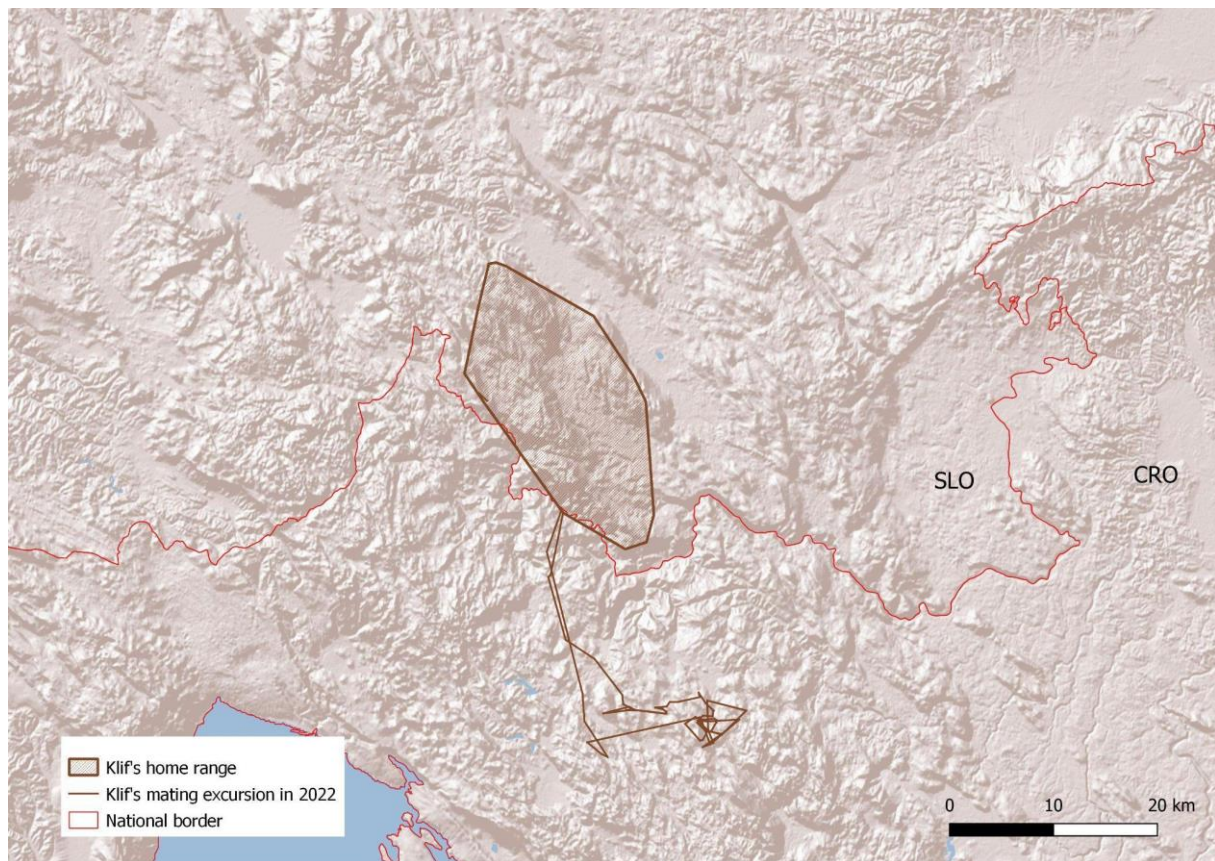 SLO
CRO
Klif's home range
Klif's mating excursion in 2022
National border
0 10 20 km